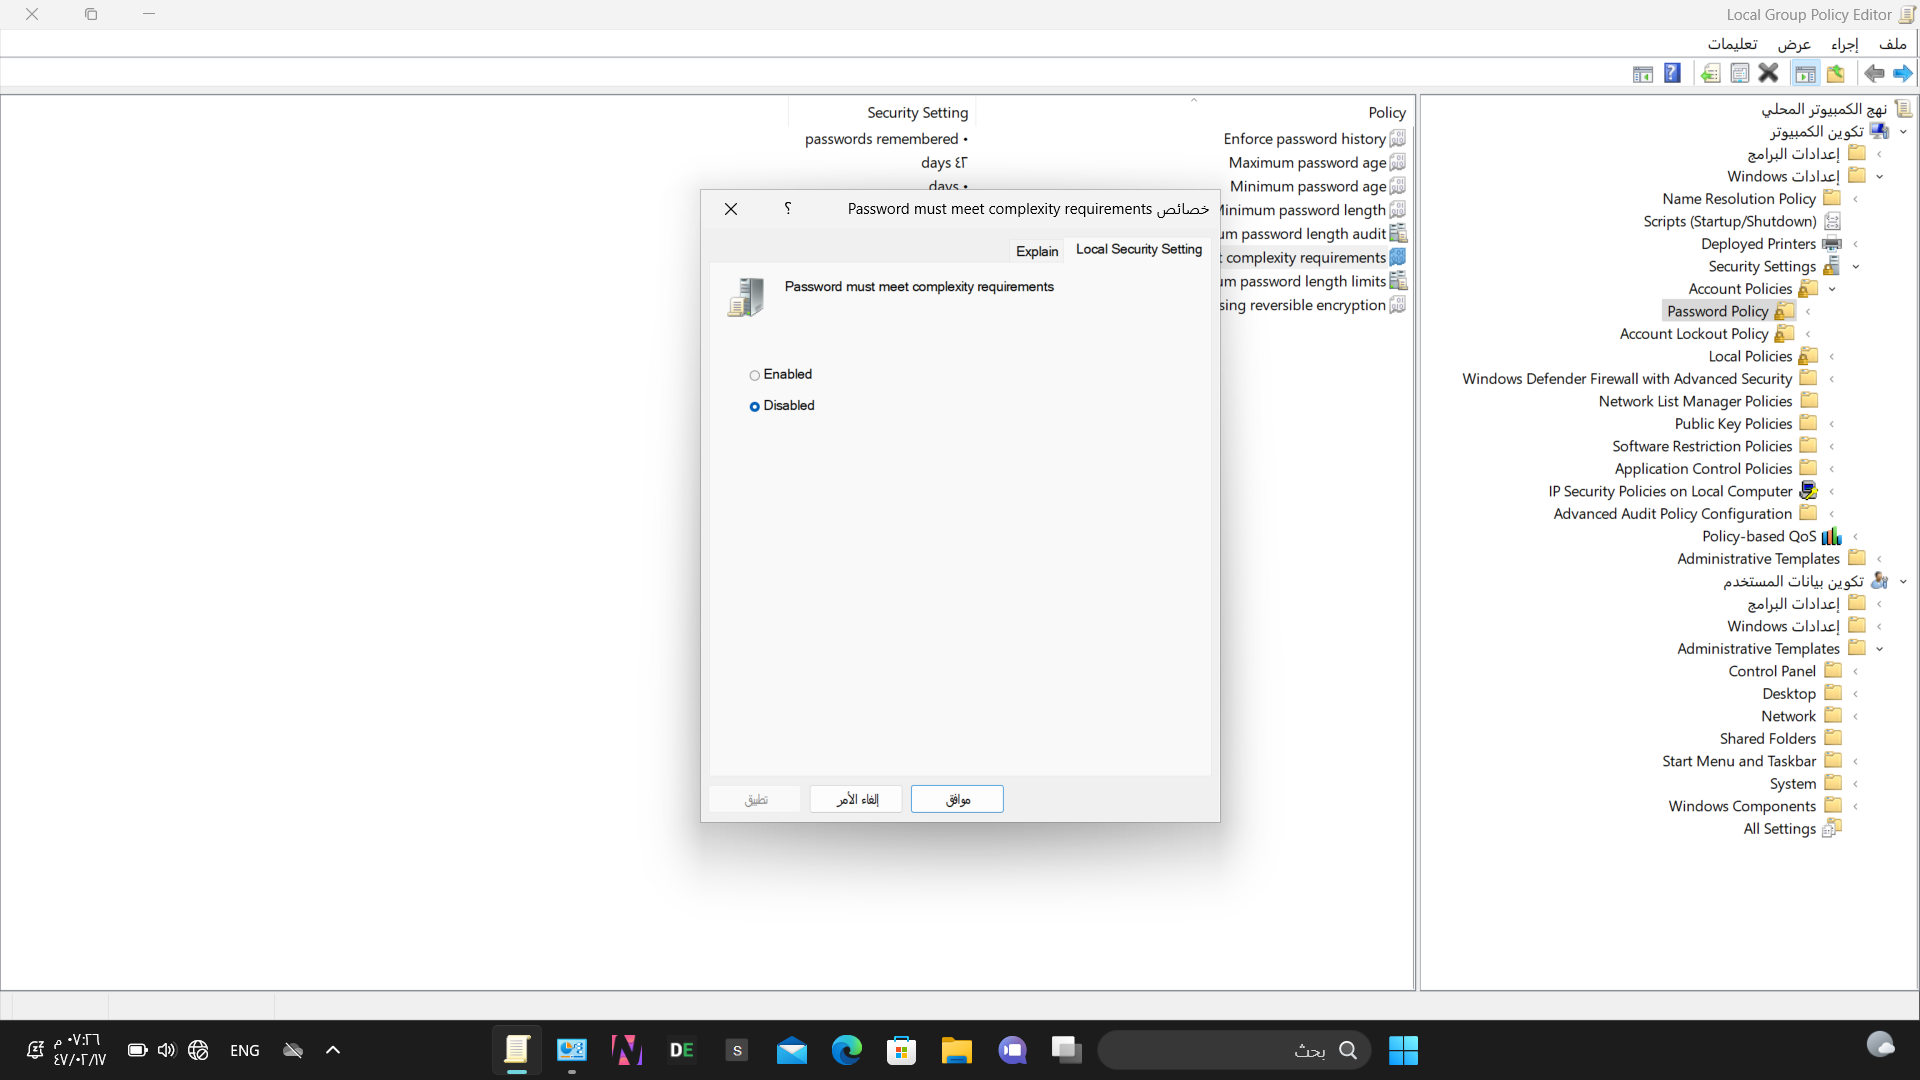 Local Group Policy Editor
ملف إجراء عرض تعليمات
نهج الكمبيوتر المحلي
تكوين الكمبيوتر
إعدادات البرامج
إعدادات Windows
Name Resolution Policy
Scripts (Startup/Shutdown)
Deployed Printers
Security Settings
Account Policies
Password Policy
Account Lockout Policy
Local Policies
Windows Defender Firewall with Advanced Security
Network List Manager Policies
Public Key Policies
Software Restriction Policies
Application Control Policies
IP Security Policies on Local Computer
Advanced Audit Policy Configuration
Policy-based QoS
Administrative Templates
تكوين بيانات المستخدم
إعدادات البرامج
إعدادات Windows
Administrative Templates
Control Panel
Desktop
Network
Shared Folders
Start Menu and Taskbar
System
Windows Components
All Settings
Policy
Security Setting
Enforce password history
٠ passwords remembered
Maximum password age
٤٢ days
Minimum password age
٠ days
Minimum password length
um password length audit
t complexity requirements
um password length limits
sing reversible encryption
خصائص Password must meet complexity requirements
؟
Local Security Setting
Explain
Password must meet complexity requirements
Enabled
Disabled
موافق
إلغاء الأمر
تطبيق
بحث
S
DE
N
ENG
٠٧:٢٦ م
٤٧/٠٢/١٧